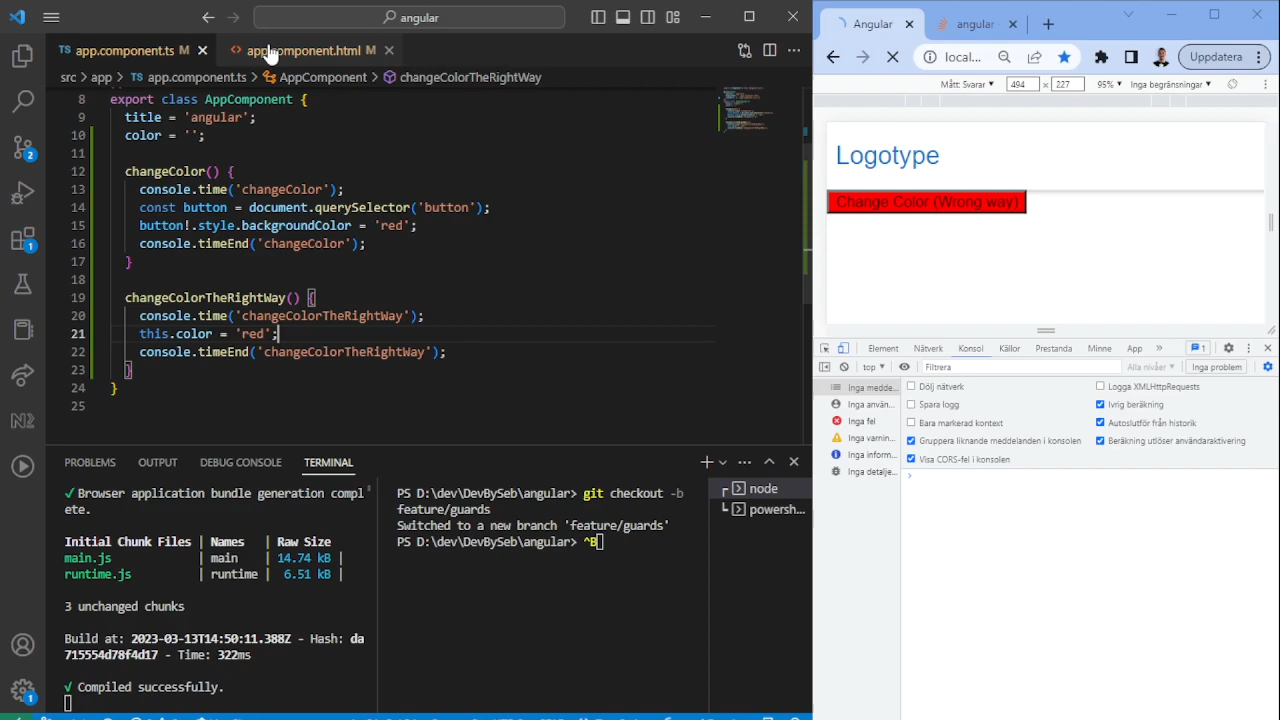 angular
app.component.ts M
app.component.html M
src > app > TS app.component.ts > AppComponent > changeColorTheRightWay
8 export class AppComponent {
9 title = 'angular';
10 color = '';
11
12 changeColor() {
13 console.time('changeColor');
14 const button = document.querySelector('button');
15 button!.style.backgroundColor = 'red';
16 console.timeEnd('changeColor');
17 }
18
19 changeColorTheRightWay() {
20 console.time('changeColorTheRightWay');
21 this.color = 'red';
22 console.timeEnd('changeColorTheRightWay');
23 }
24 }
25
2
1
1
PROBLEMS OUTPUT DEBUG CONSOLE TERMINAL
✓ Browser application bundle generation compl
ete.
Initial Chunk Files | Names | Raw Size
main.js | main | 14.74 kB |
runtime.js | runtime | 6.51 kB |
3 unchanged chunks
Build at: 2023-03-13T14:50:11.388Z - Hash: da
715554d78f4d17 - Time: 322ms
✓ Compiled successfully.
PS D:\dev\DevBySeb\angular> git checkout -b
feature/guards
Switched to a new branch 'feature/guards'
PS D:\dev\DevBySeb\angular> ^B
node
powersh...
Angular
angular
local...
Uppdatera
Mått: Svarar 494 x 227 95% Inga begränsningar
Logotype
Change Color (Wrong way)
Element Nätverk Konsol Källor Prestanda Minne App » 1
top Filtrera Alla nivåer Inga problem
Inga medde...
Inga använ...
Inga fel
Inga varnin...
Inga inform...
Inga detalje...
Dölj nätverk
Spara logg
Bara markerad kontext
Gruppera liknande meddelanden i konsolen
Visa CORS-fel i konsolen
Logga XMLHttpRequests
Ivrig beräkning
Autoslutför från historik
Beräkning utlöser användaraktivering